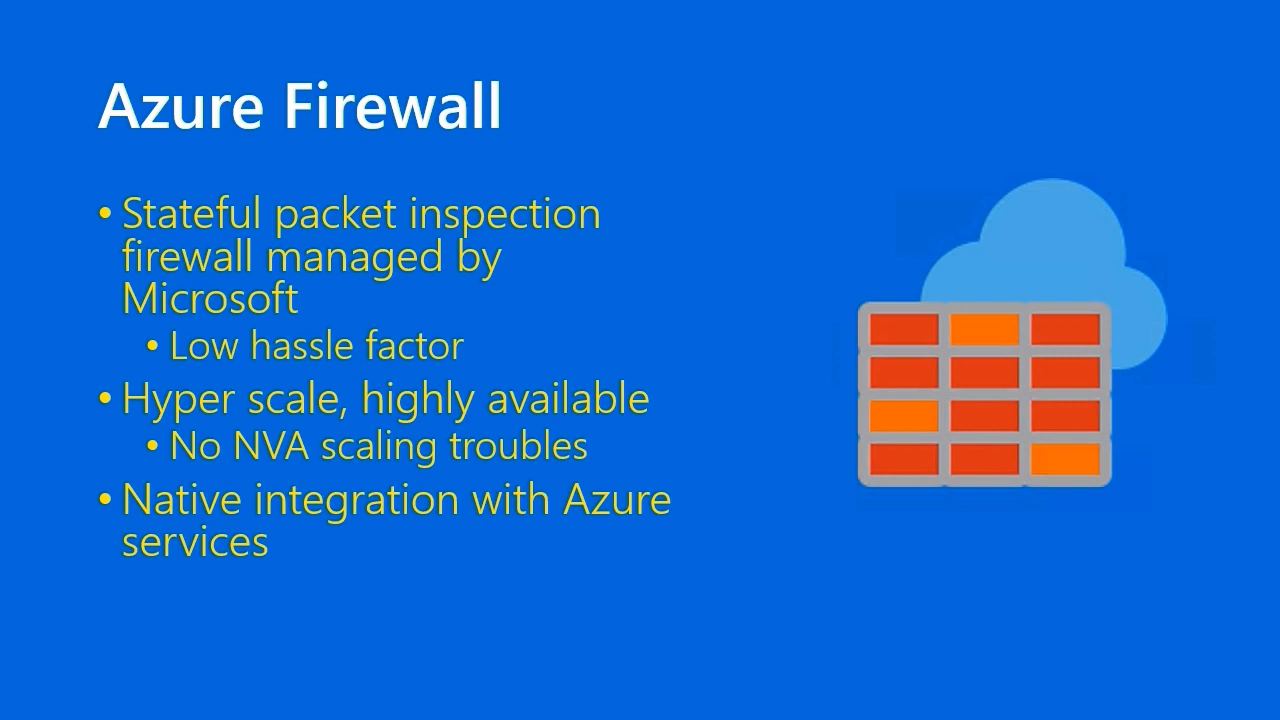 Azure Firewall
• Stateful packet inspection
firewall managed by
Microsoft
• Low hassle factor
• Hyper scale, highly available
• No NVA scaling troubles
• Native integration with Azure
services